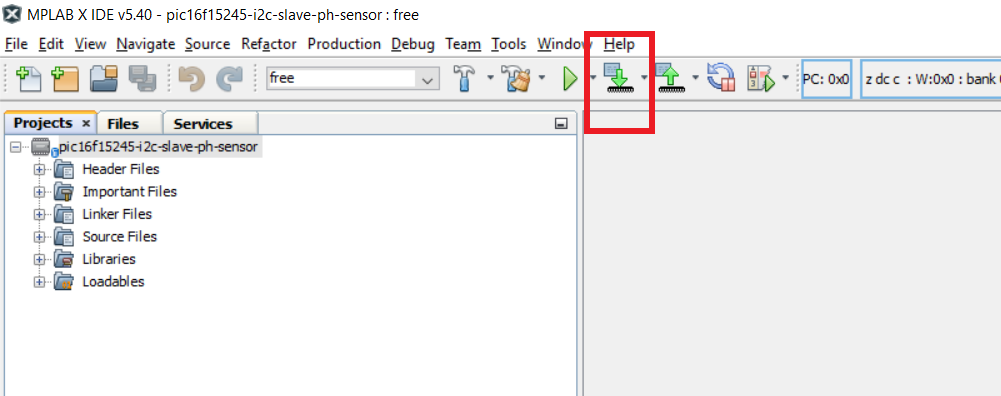 MPLAB X IDE v5.40 - pic16f15245-i2c-slave-ph-sensor : free
File Edit View Navigate Source Refactor Production Debug Team Tools Window Help
free PC: 0x0 z dc c : W:0x0 : bank
Projects × Files Services
pic16f15245-i2c-slave-ph-sensor
Header Files
Important Files
Linker Files
Source Files
Libraries
Loadables